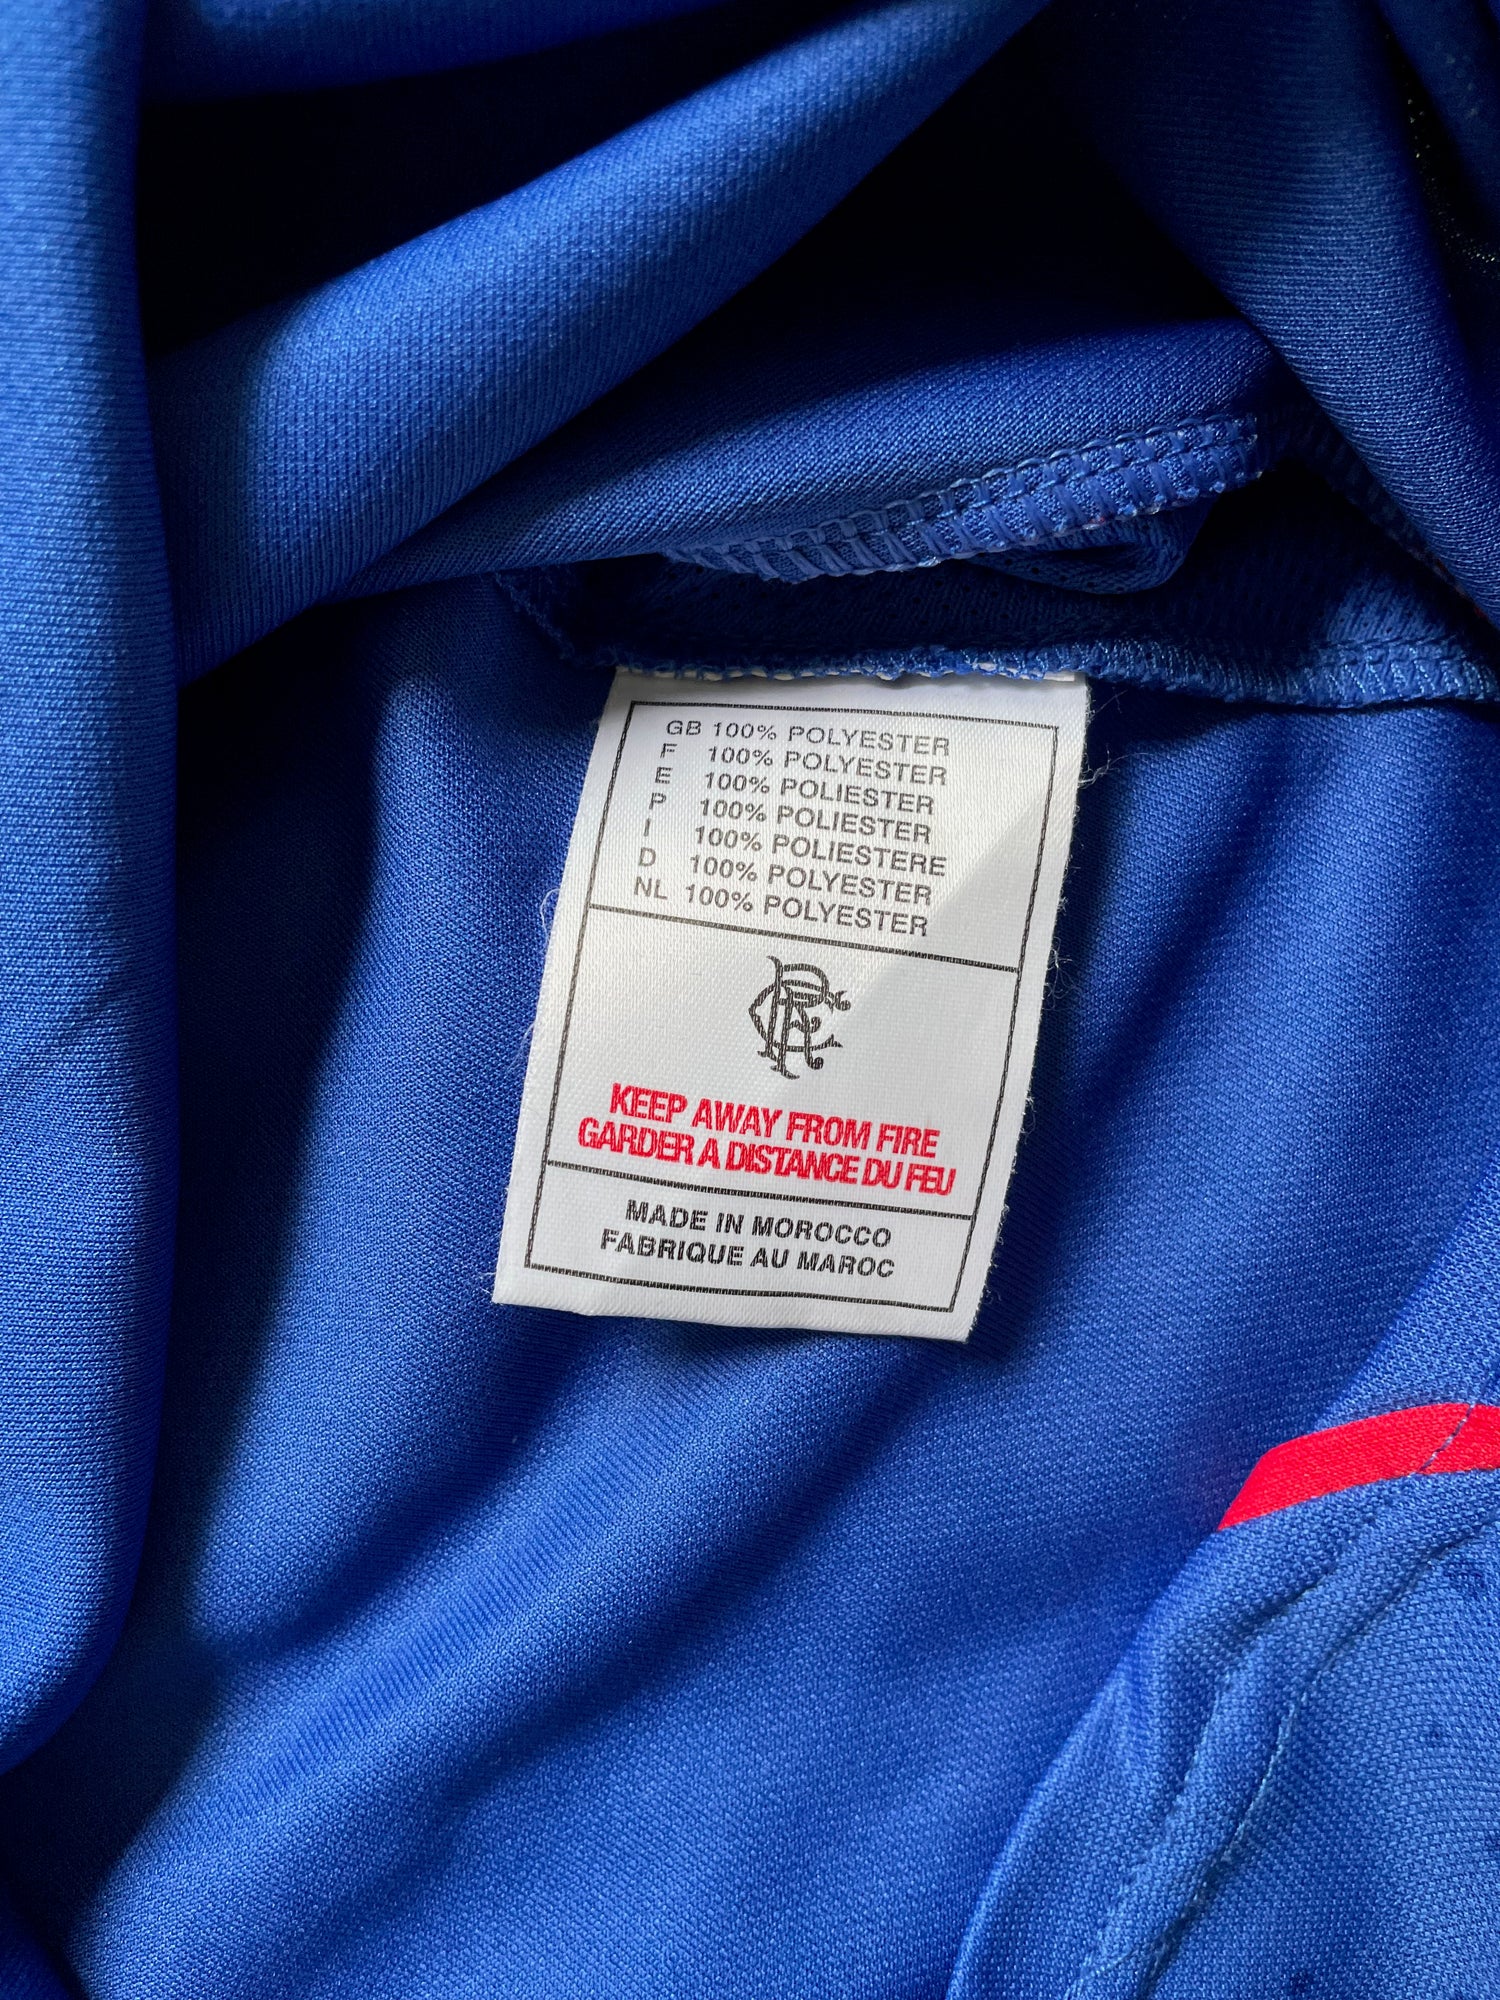 GB 100% POLYESTER
F 100% POLYESTER
E 100% POLIESTER
P 100% POLIESTER
I 100% POLIESTERE
D 100% POLYESTER
NL 100% POLYESTER
RFC
KEEP AWAY FROM FIRE
GARDER A DISTANCE DU FEU
MADE IN MOROCCO
FABRIQUE AU MAROC